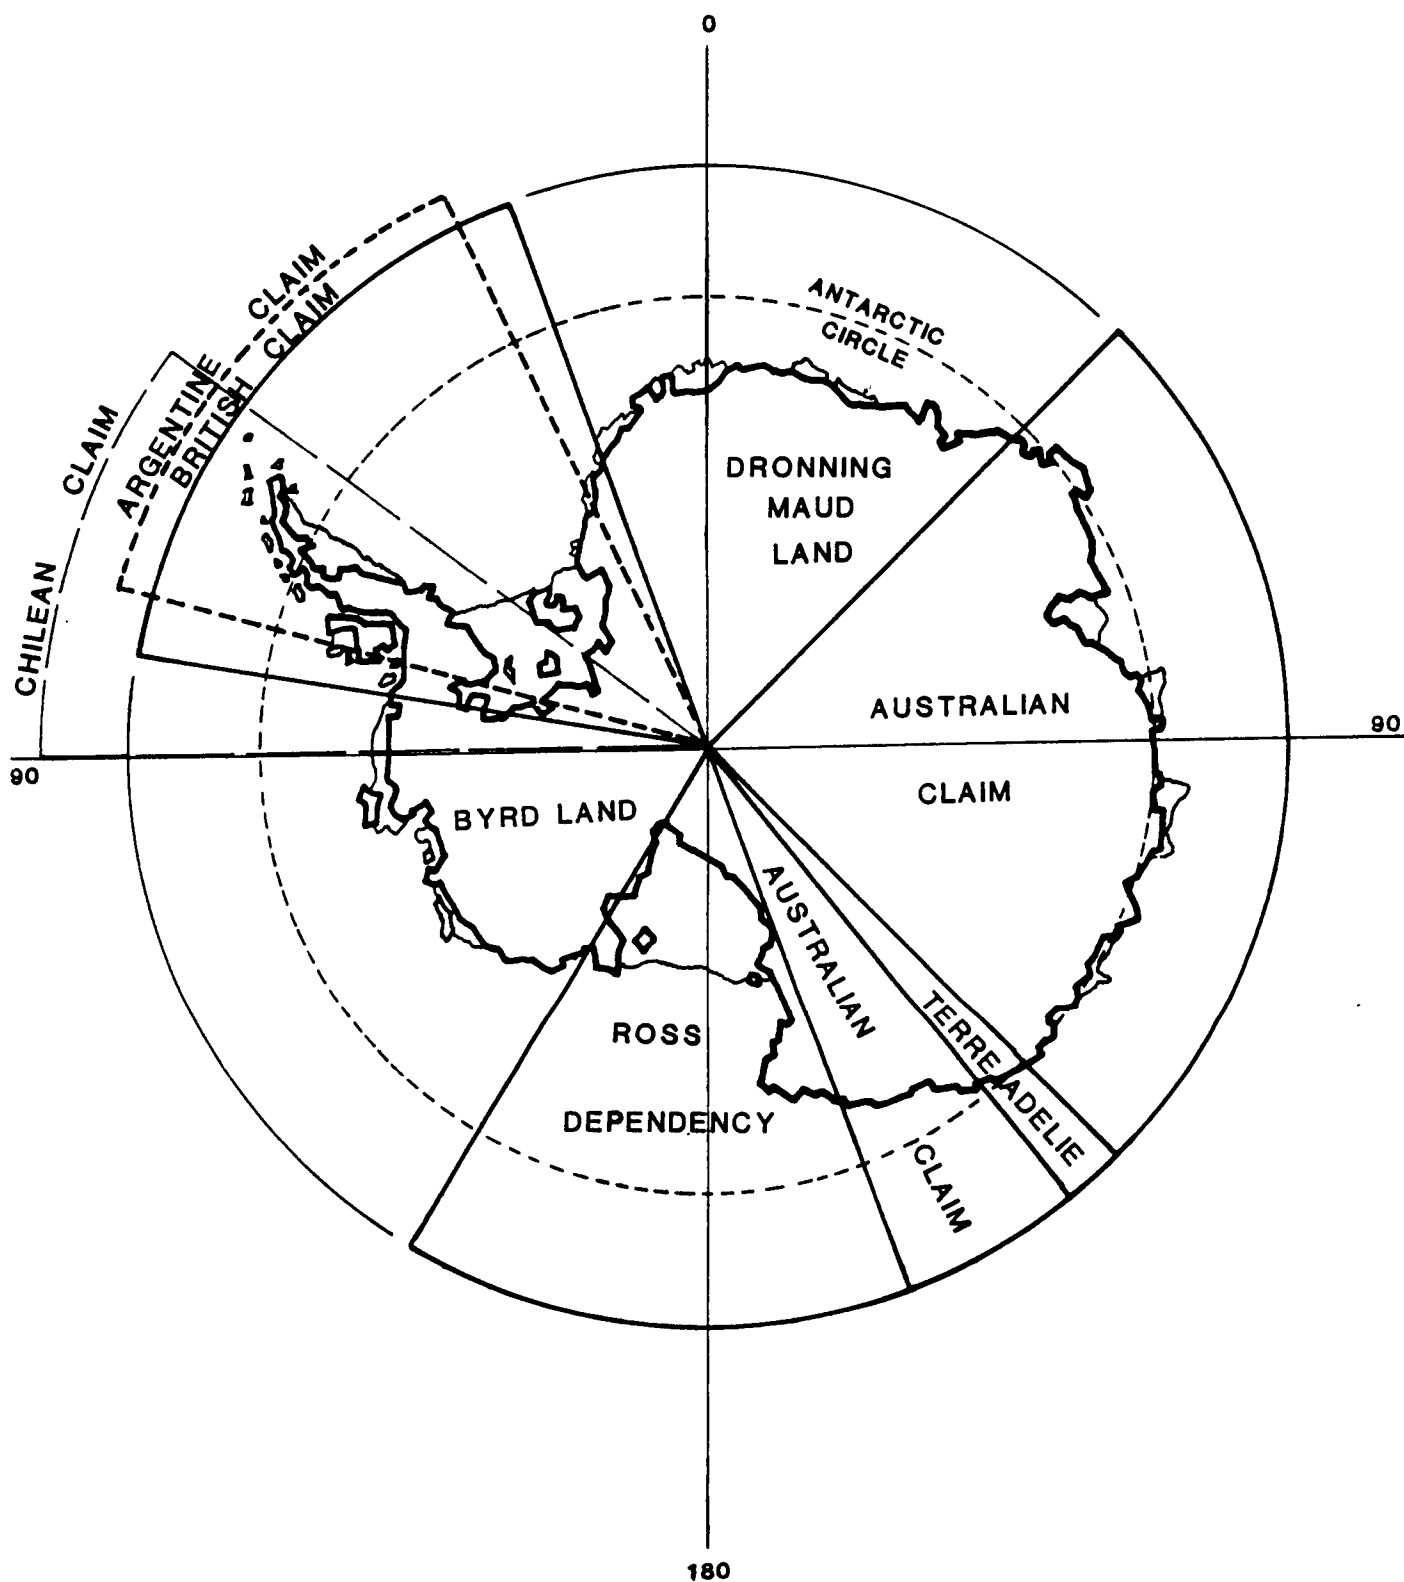 0
ANTARCTIC
CIRCLE
ARGENTINE CLAIM
BRITISH CLAIM
CHILEAN CLAIM
DRONNING
MAUD
LAND
AUSTRALIAN
CLAIM
90
90
BYRD LAND
AUSTRALIAN
CLAIM
TERRE ADELIE
ROSS
DEPENDENCY
180